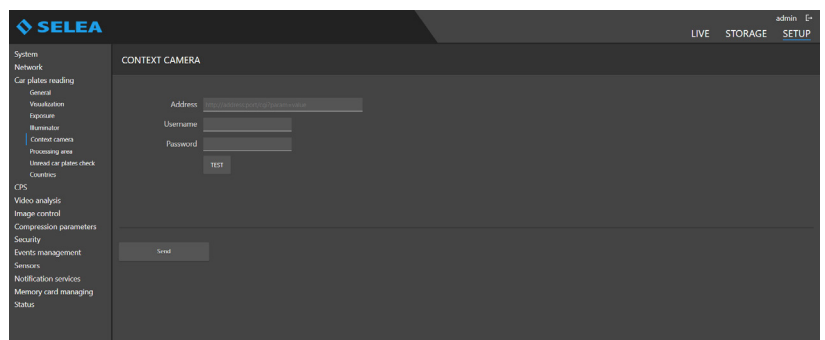 SELEA
admin
LIVE STORAGE SETUP
System
Network
Car plates reading
General
Visualization
Exposure
Illuminator
Context camera
Processing area
Unread car plates check
Countries
CPS
Video analysis
Image control
Compression parameters
Security
Events management
Sensors
Notification services
Memory card managing
Status
CONTEXT CAMERA
Address
Username
Password
TEST
Send